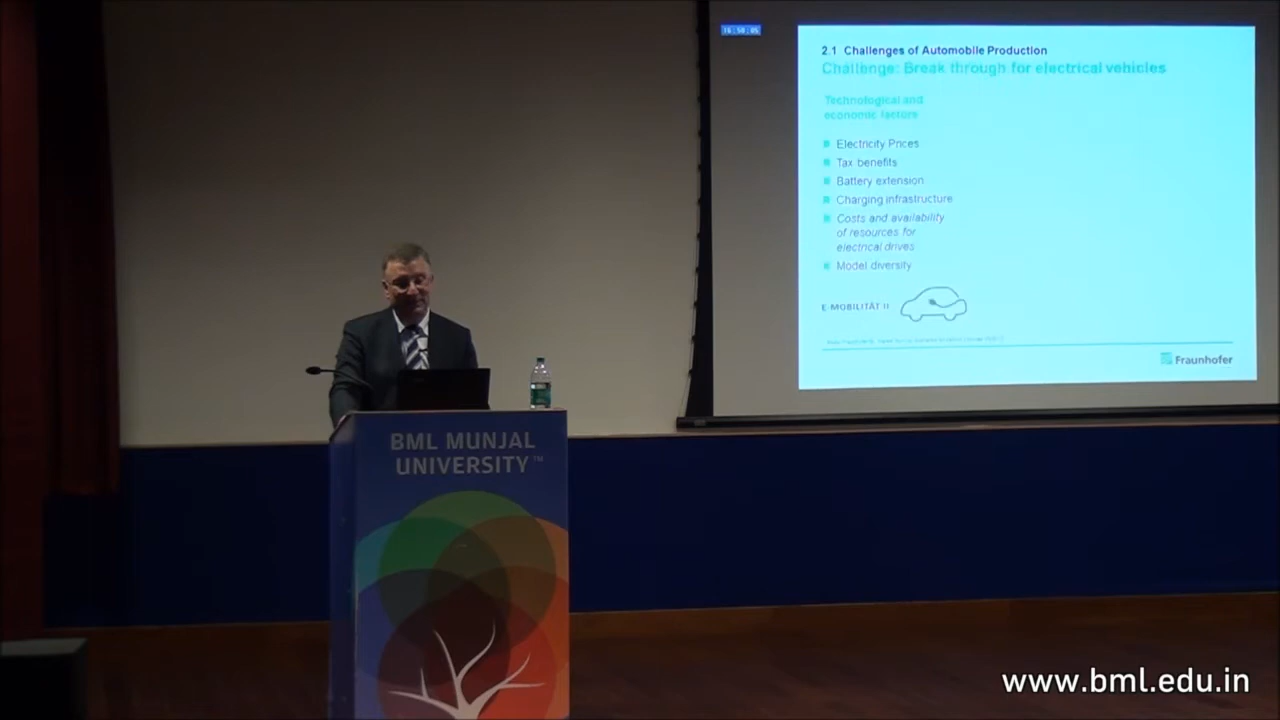 2.1 Challenges of Automobile Production
Challenge: Break through for electrical vehicles
Technological and
economic factors
Electricity Prices
Tax benefits
Battery extension
Charging infrastructure
Costs and availability
of resources for
electrical drives
Model diversity
E-MOBILITÄT II
Fraunhofer
BML MUNJAL
UNIVERSITY™
www.bml.edu.in